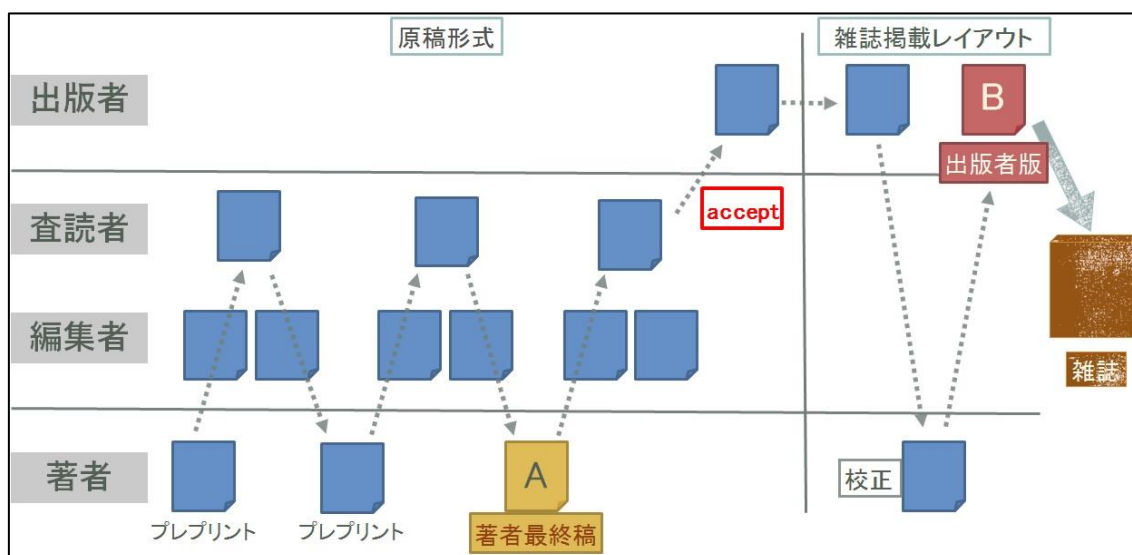 原稿形式
雑誌掲載レイアウト
出版者
B
出版者版
査読者
accept
編集者
雑誌
著者
A
校正
プレプリント
プレプリント
著者最終稿